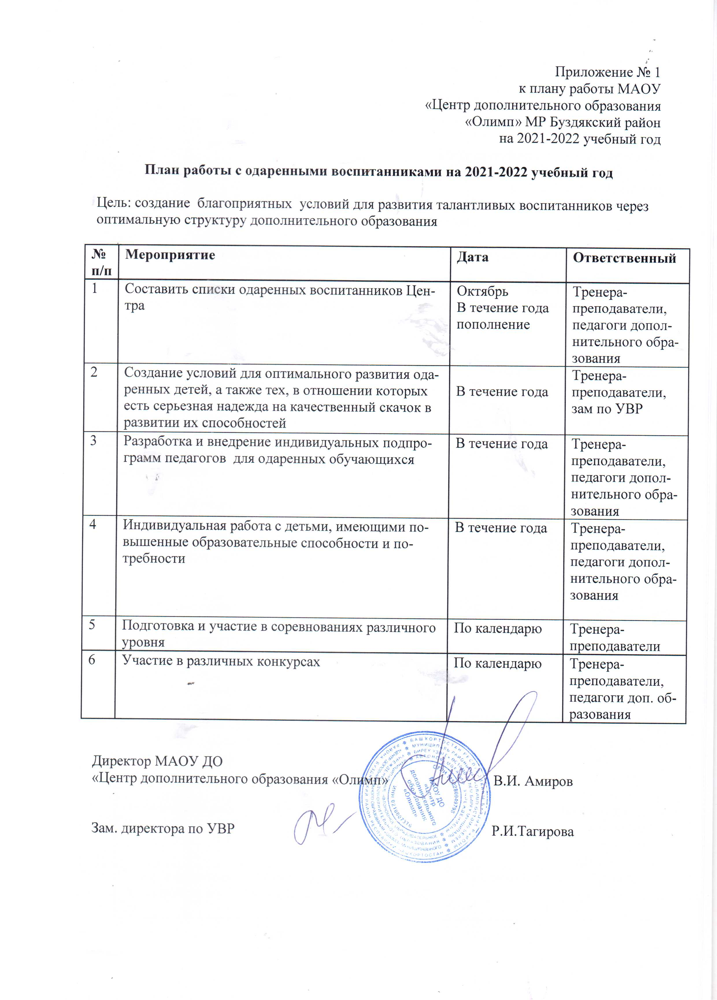 Приложение № 1
к плану работы МАОУ
«Центр дополнительного образования
«Олимп» МР Буздякский район
на 2021-2022 учебный год
План работы с одаренными воспитанниками на 2021-2022 учебный год
Цель: создание благоприятных условий для развития талантливых воспитанников через
оптимальную структуру дополнительного образования
№
п/п
Мероприятие
Дата
Ответственный
1
Составить списки одаренных воспитанников Цен-
тра
Октябрь
В течение года
пополнение
Тренера-
преподаватели,
педагоги допол-
нительного обра-
зования
2
Создание условий для оптимального развития ода-
ренных детей, а также тех, в отношении которых
есть серьезная надежда на качественный скачок в
развитии их способностей
В течение года
Тренера-
преподаватели,
зам по УВР
3
Разработка и внедрение индивидуальных подпро-
грамм педагогов для одаренных обучающихся
В течение года
Тренера-
преподаватели,
педагоги допол-
нительного обра-
зования
4
Индивидуальная работа с детьми, имеющими по-
вышенные образовательные способности и по-
требности
В течение года
Тренера-
преподаватели,
педагоги допол-
нительного обра-
зования
5
Подготовка и участие в соревнованиях различного
уровня
По календарю
Тренера-
преподаватели
6
Участие в различных конкурсах
По календарю
Тренера-
преподаватели,
педагоги доп. об-
разования
Директор МАОУ ДО
«Центр дополнительного образования «Олимп»
В.И. Амиров
МАОУ ДО
«Центр
дополнительного
образования
«Олимп»
Зам. директора по УВР
Р.И.Тагирова